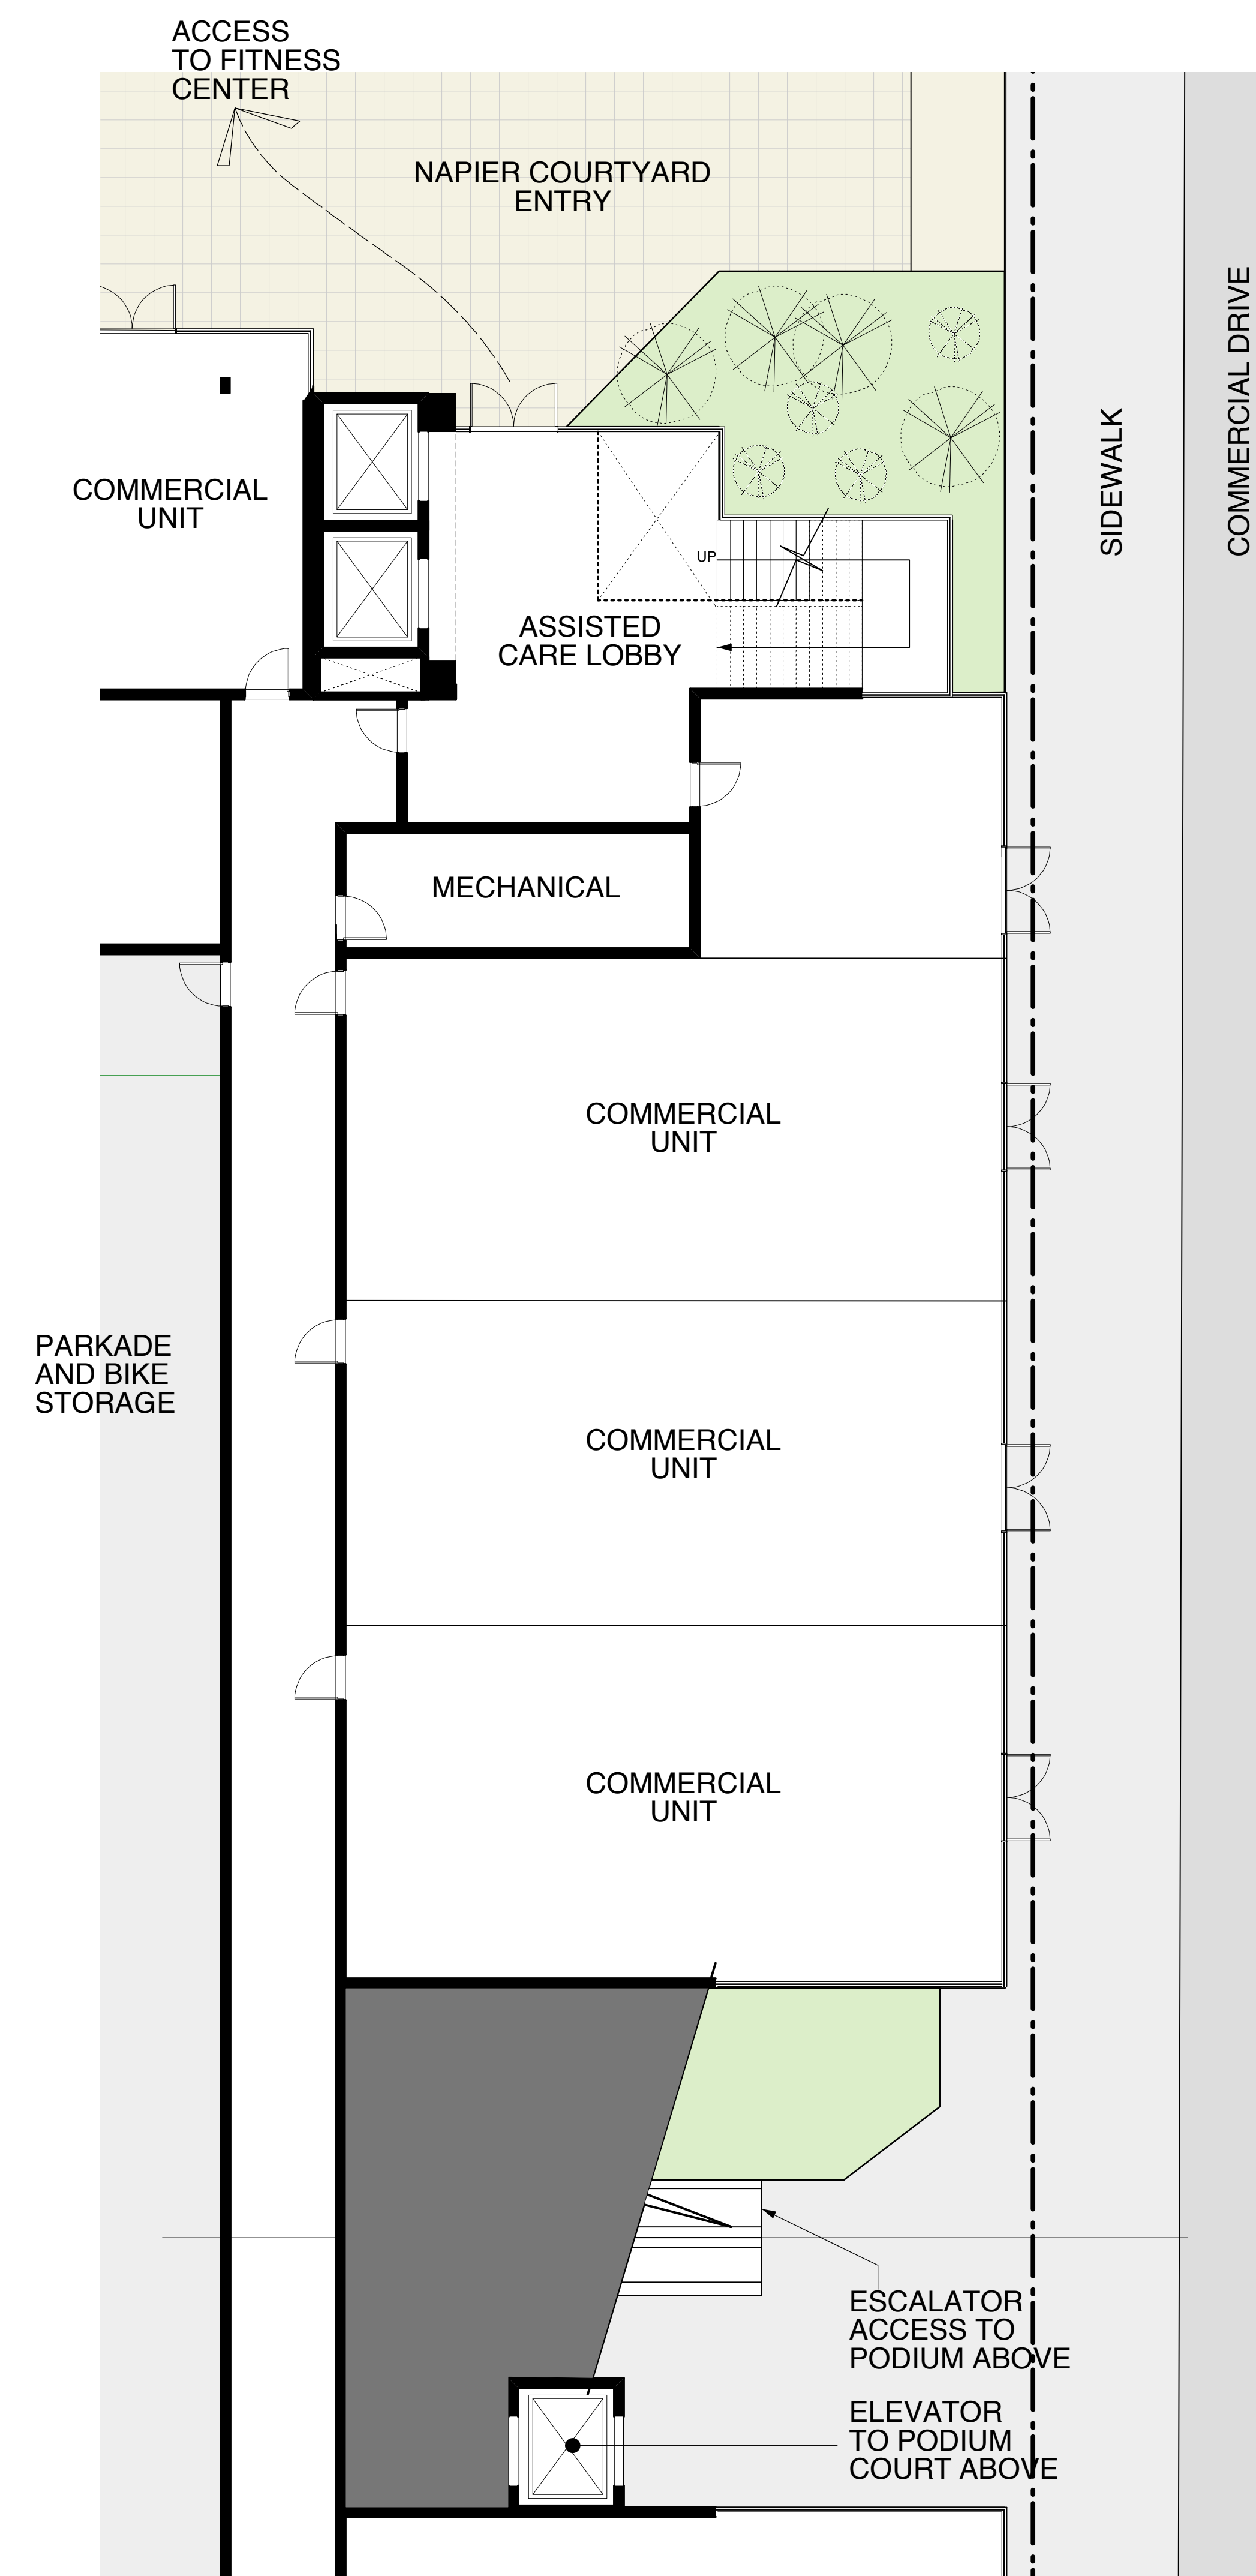 ACCESS
TO FITNESS
CENTER
NAPIER COURTYARD
ENTRY
COMMERCIAL DRIVE
SIDEWALK
COMMERCIAL
UNIT
UP
ASSISTED
CARE LOBBY
MECHANICAL
COMMERCIAL
UNIT
PARKADE
AND BIKE
STORAGE
COMMERCIAL
UNIT
COMMERCIAL
UNIT
ESCALATOR
ACCESS TO
PODIUM ABOVE
ELEVATOR
TO PODIUM
COURT ABOVE